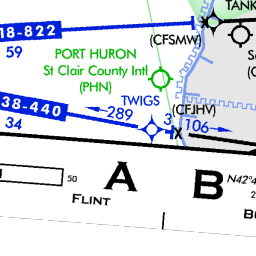 TANK
18-822
(CFSMW)
59
PORT HURON
St Clair County Intl
(PHN)
TWIGS
(CFJHV)
38-440
289
3
106
34
A
B
50
FLINT
N42°4